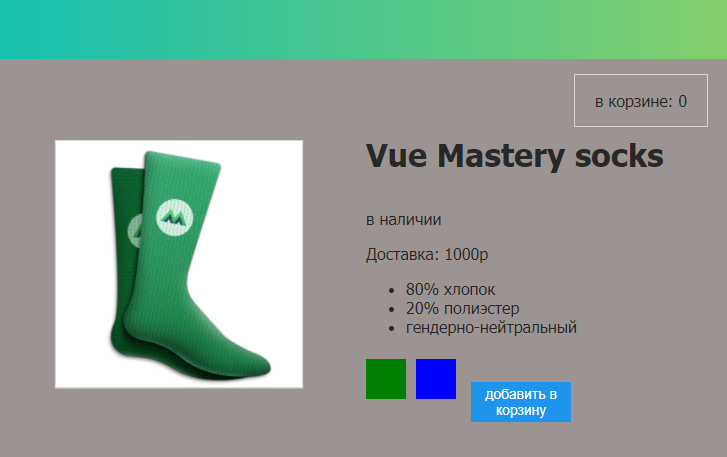 в корзине: 0
Vue Mastery socks
в наличии
Доставка: 1000р
80% хлопок
20% полиэстер
гендерно-нейтральный
добавить в
корзину